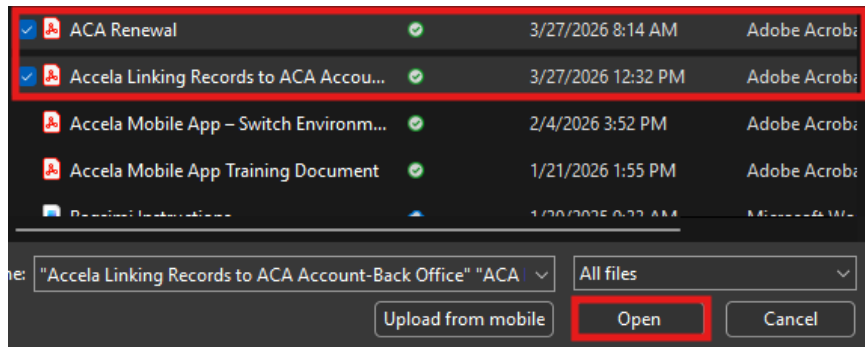 ACA Renewal 3/27/2026 8:14 AM Adobe Acroba
Accela Linking Records to ACA Accou... 3/27/2026 12:32 PM Adobe Acroba
Accela Mobile App – Switch Environm... 2/4/2026 3:52 PM Adobe Acroba
Accela Mobile App Training Document 1/21/2026 1:55 PM Adobe Acroba
ne: "Accela Linking Records to ACA Account-Back Office" "ACA All files
Upload from mobile Open Cancel